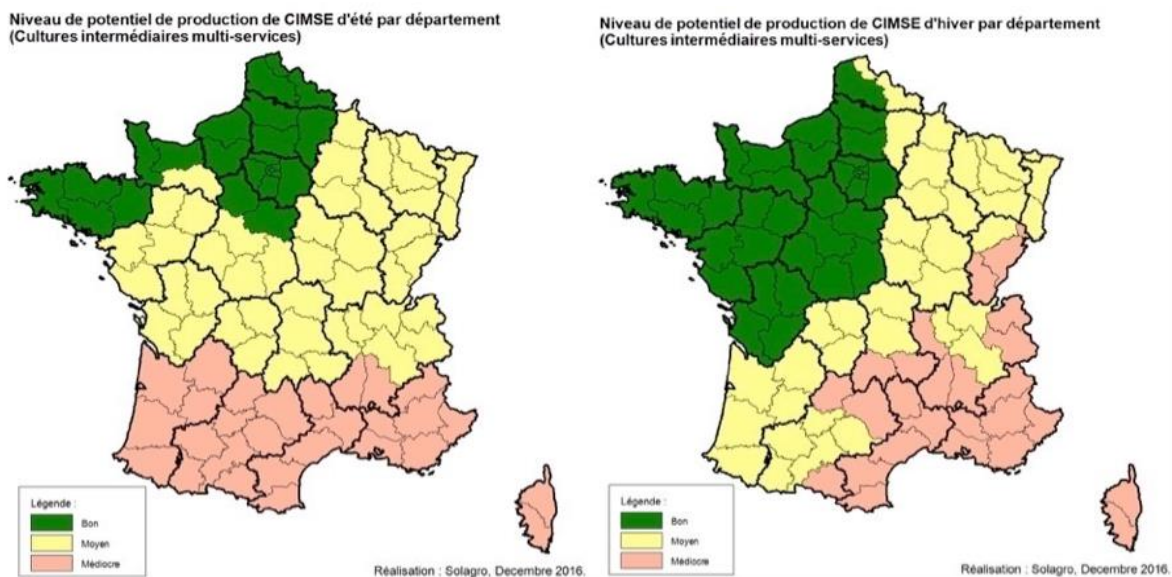 Niveau de potentiel de production de CIMSE d'été par département
(Cultures intermédiaires multi-services)
Légende :
Bon
Moyen
Médiocre
Réalisation : Solagro, Decembre 2016.
Niveau de potentiel de production de CIMSE d'hiver par département
(Cultures intermédiaires multi-services)
Légende :
Bon
Moyen
Médiocre
Réalisation : Solagro, Decembre 2016.